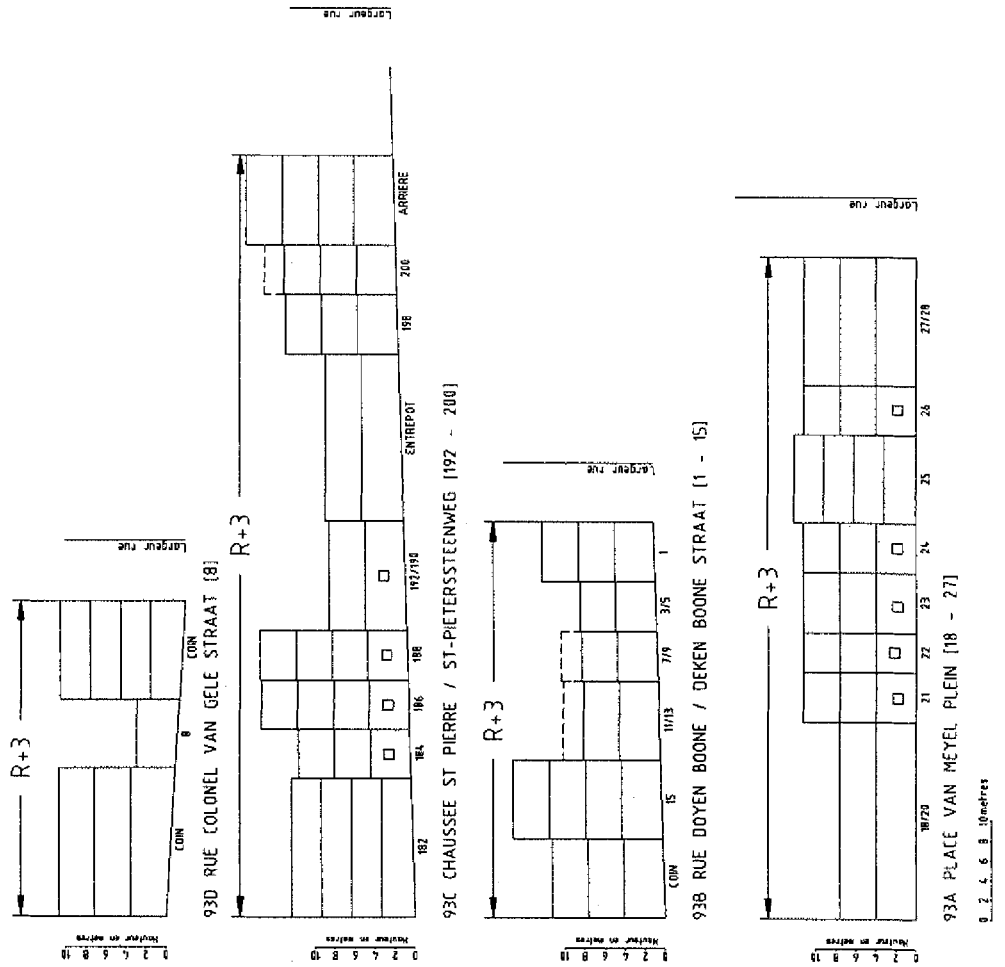 Largeur rue
R+3
COIN
8
COIN
Largeur rue
Hauteur en metres
0 2 4 6 8 10
93D RUE COLONEL VAN GELE STRAAT [8]
R+3
182
184
186
188
192/190
ENTREPOT
198
200
ARRIERE
Hauteur en metres
0 2 4 6 8 10
93C CHAUSSEE ST PIERRE / ST-PIETERSSTEENWEG [192 - 200]
R+3
COIN
15
11/13
7/9
3/5
1
Largeur rue
Hauteur en metres
0 2 4 6 8 10
93B RUE DOYEN BOONE / DEKEN BOONE STRAAT [1 - 15]
R+3
18/20
21
22
23
24
25
26
27/28
Largeur rue
Hauteur en metres
0 2 4 6 8 10
93A PLACE VAN MEYEL PLEIN [18 - 27]
0 2 4 6 8 10metres